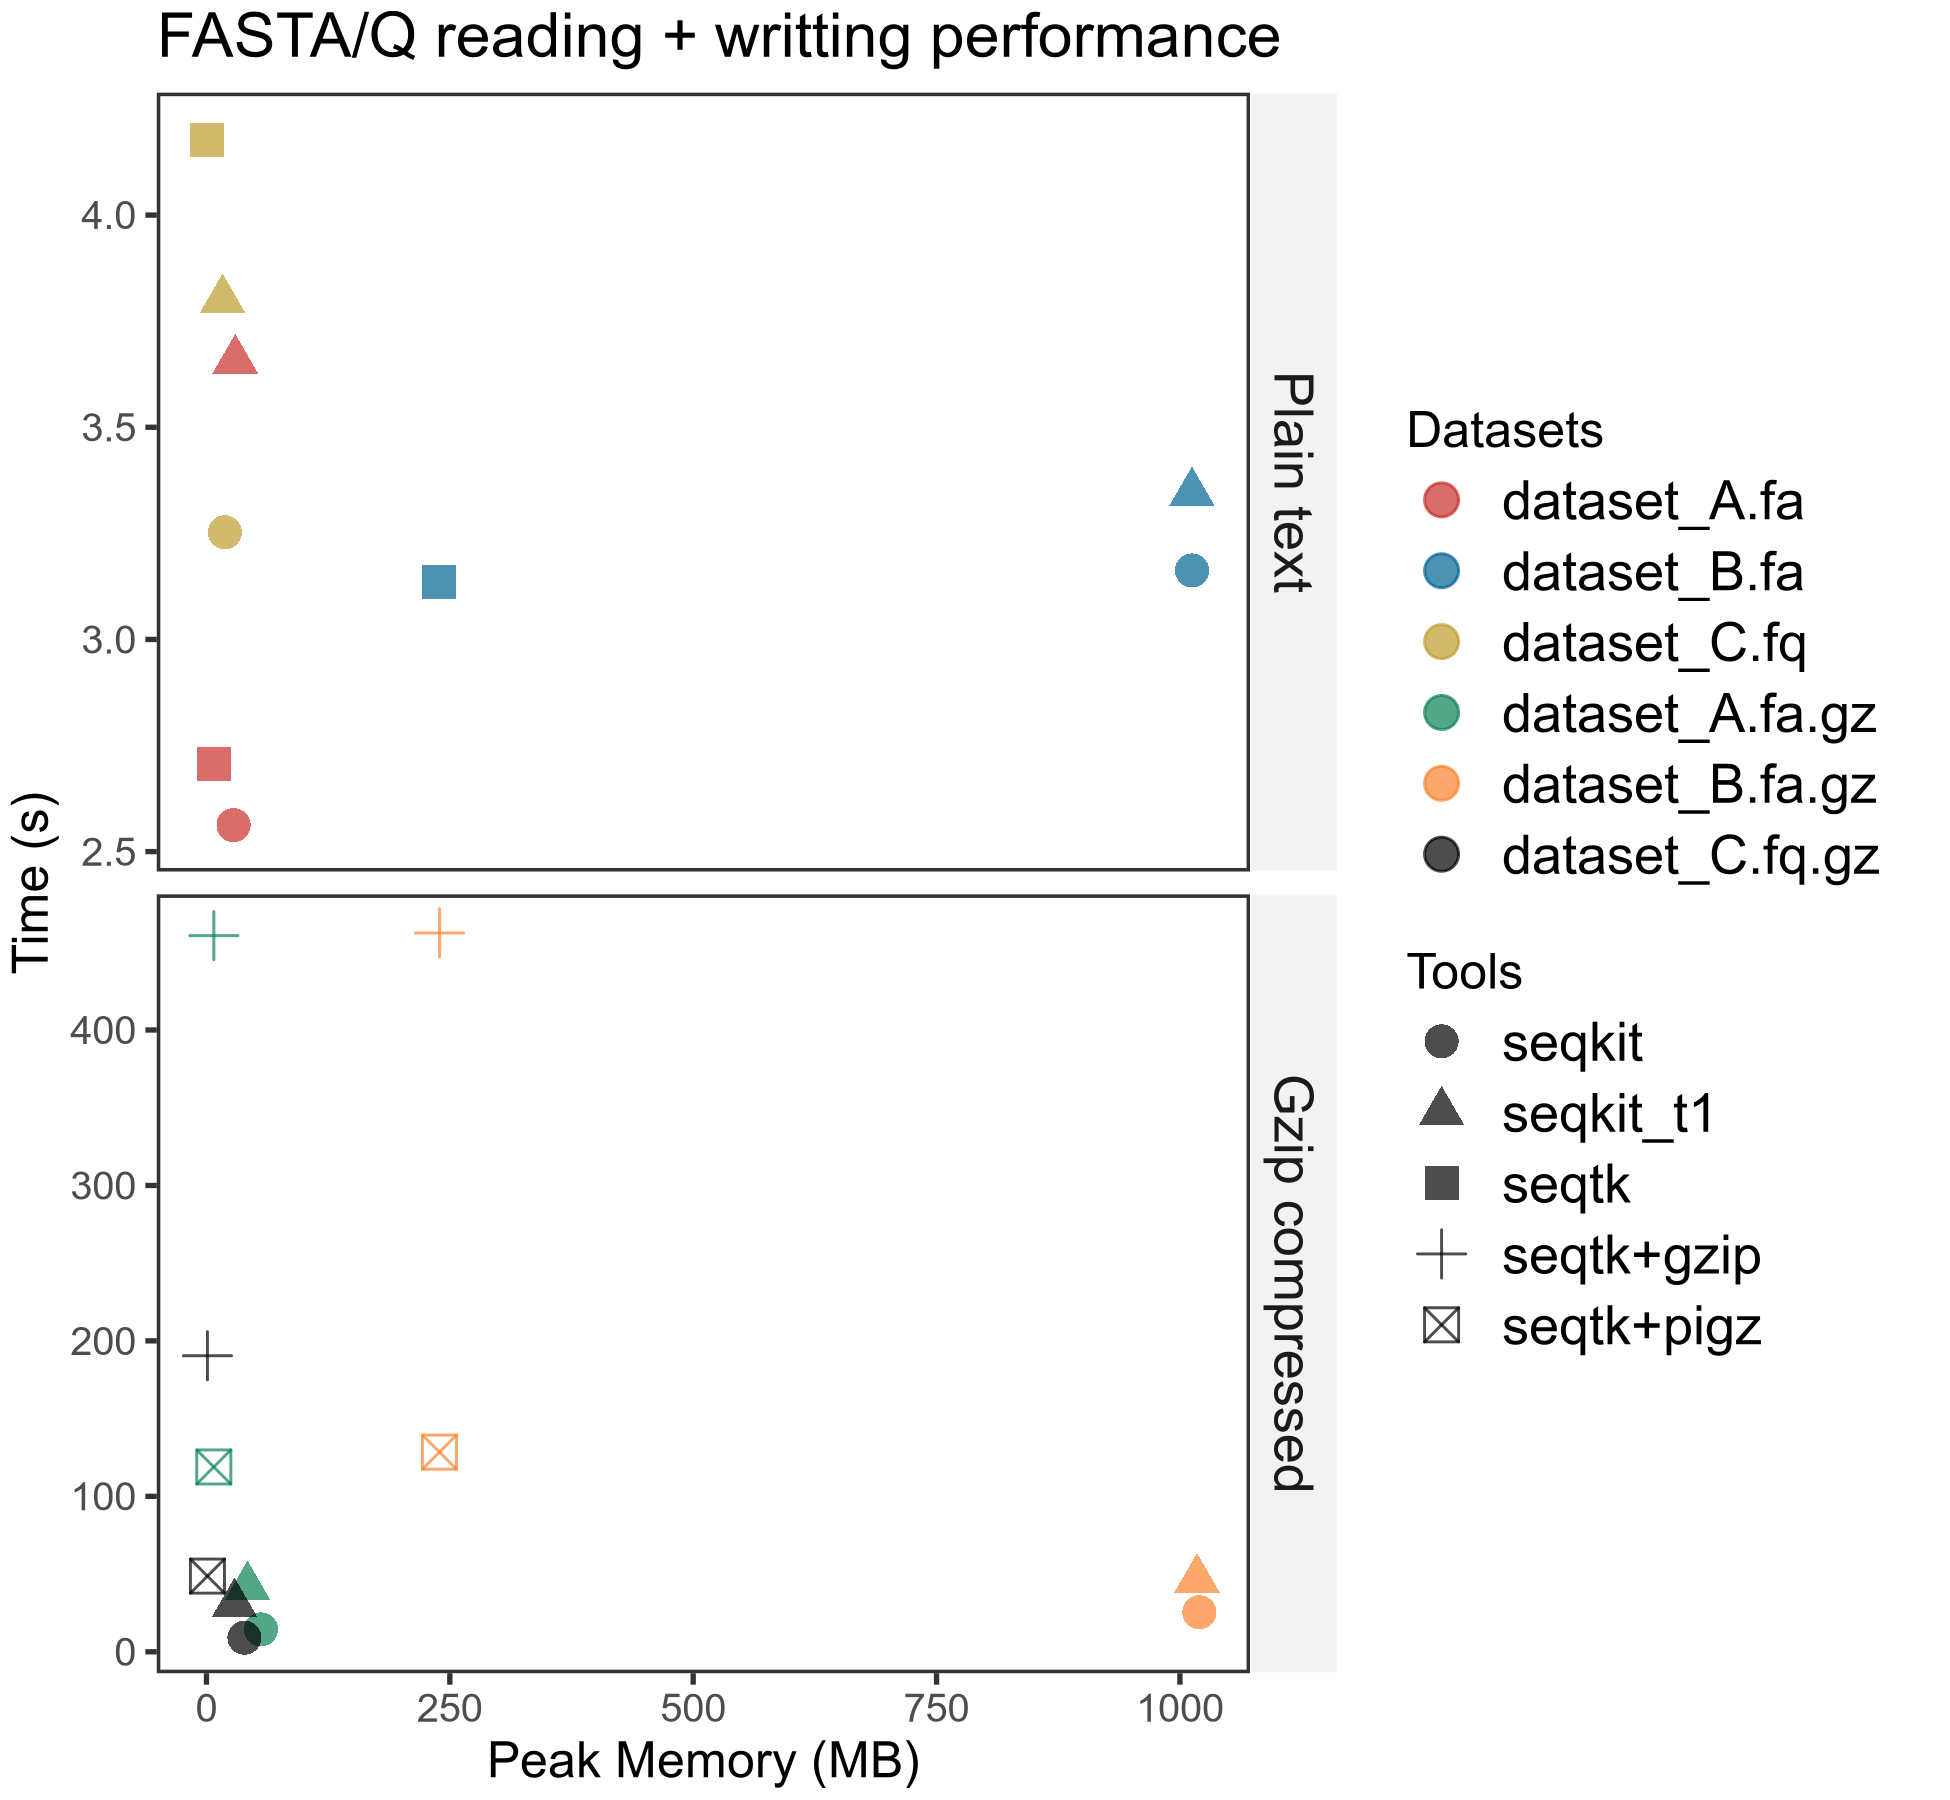 FASTA/Q reading + writting performance
4.0
3.5
3.0
2.5
Plain text
Time (s)
400
300
200
100
0
Gzip compressed
0 250 500 750 1000
Peak Memory (MB)
Datasets
dataset_A.fa
dataset_B.fa
dataset_C.fq
dataset_A.fa.gz
dataset_B.fa.gz
dataset_C.fq.gz
Tools
seqkit
seqkit_t1
seqtk
seqtk+gzip
seqtk+pigz